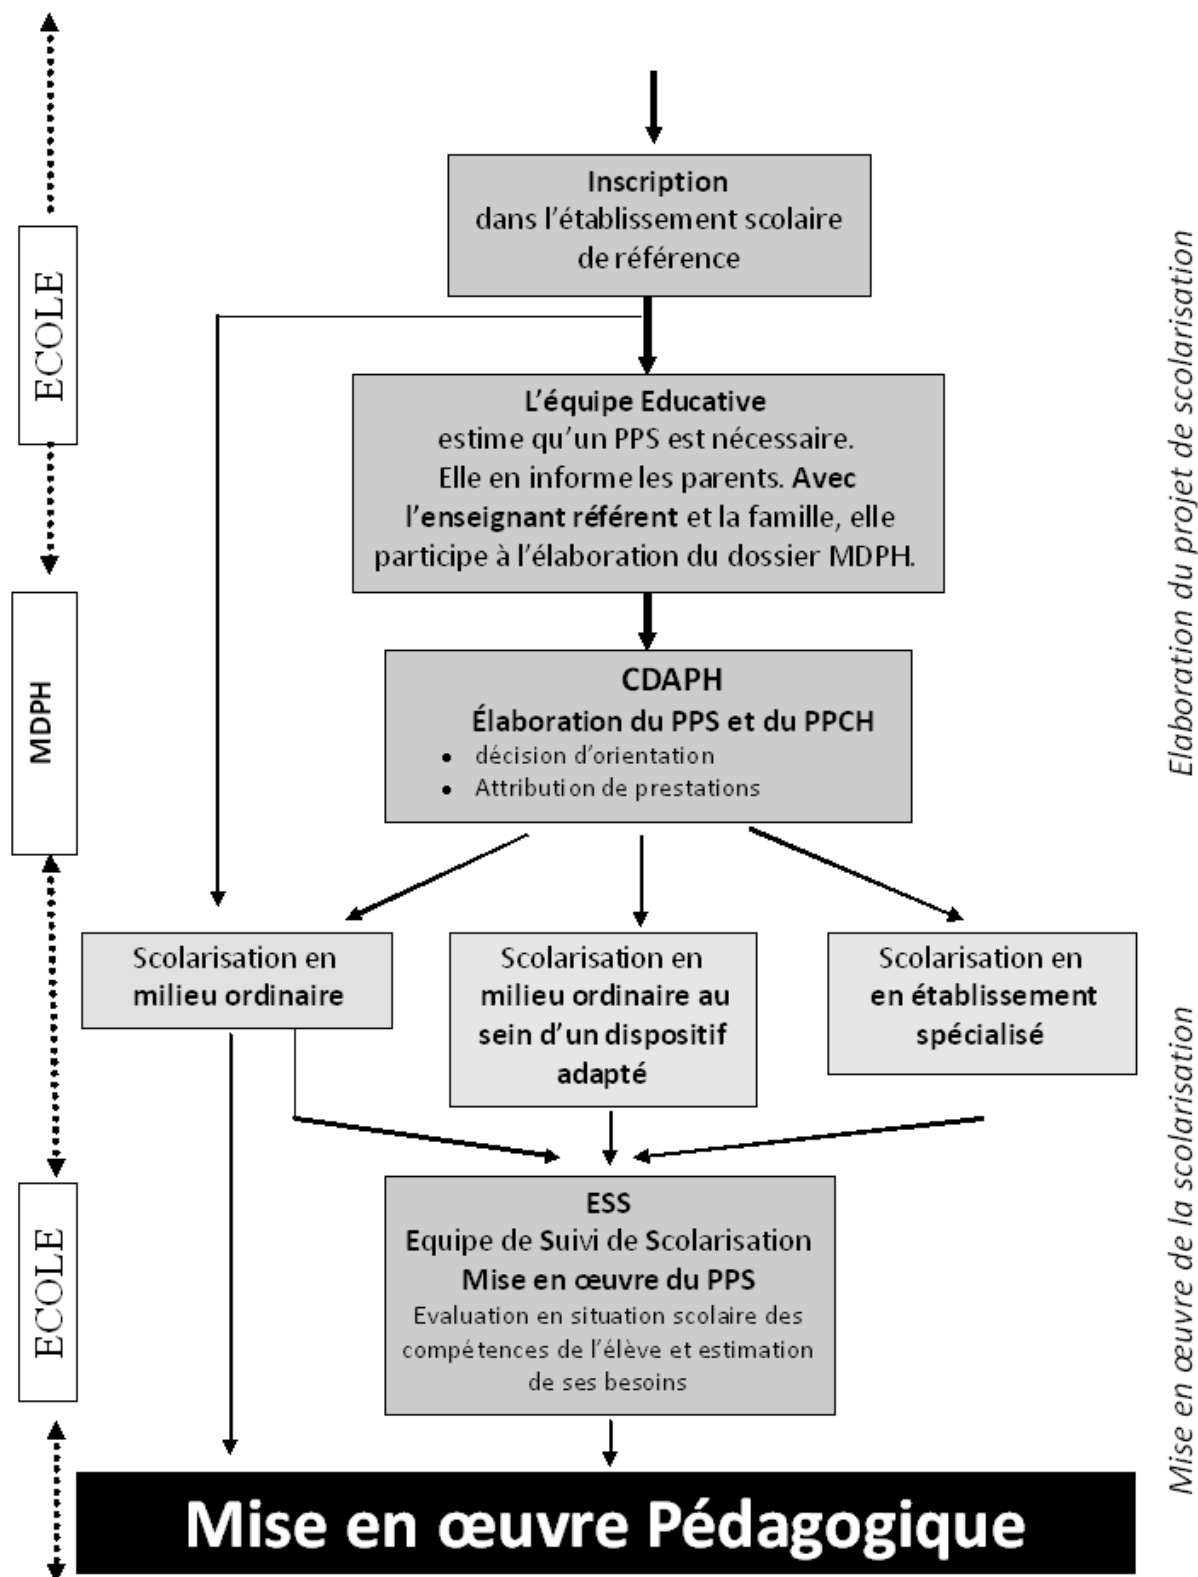 Inscription
dans l'établissement scolaire
de référence
ECOLE
L'équipe Educative
estime qu'un PPS est nécessaire.
Elle en informe les parents. Avec
l'enseignant référent et la famille, elle
participe à l'élaboration du dossier MDPH.
Elaboration du projet de scolarisation
MDPH
CDAPH
Élaboration du PPS et du PPCH
• décision d'orientation
• Attribution de prestations
Scolarisation en
milieu ordinaire
Scolarisation en
milieu ordinaire au
sein d'un dispositif
adapté
Scolarisation en
en établissement
spécialisé
ECOLE
ESS
Equipe de Suivi de Scolarisation
Mise en œuvre du PPS
Evaluation en situation scolaire des
compétences de l'élève et estimation
de ses besoins
Mise en œuvre de la scolarisation
Mise en œuvre Pédagogique